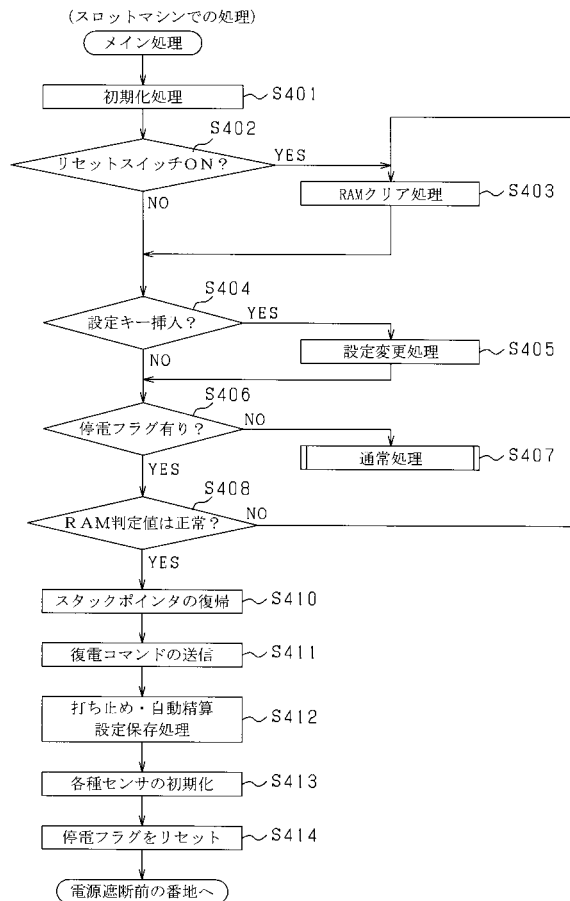 (スロットマシンでの処理)
メイン処理
初期化処理
S401
S402
リセットスイッチON?
YES
NO
RAMクリア処理
S403
S404
設定キー挿入?
YES
NO
設定変更処理
S405
S406
停電フラグ有り?
NO
YES
通常処理
S407
S408
RAM判定値は正常?
NO
YES
スタックポインタの復帰
S410
復電コマンドの送信
S411
打ち止め・自動精算
設定保存処理
S412
各種センサの初期化
S413
停電フラグをリセット
S414
電源遮断前の番地へ